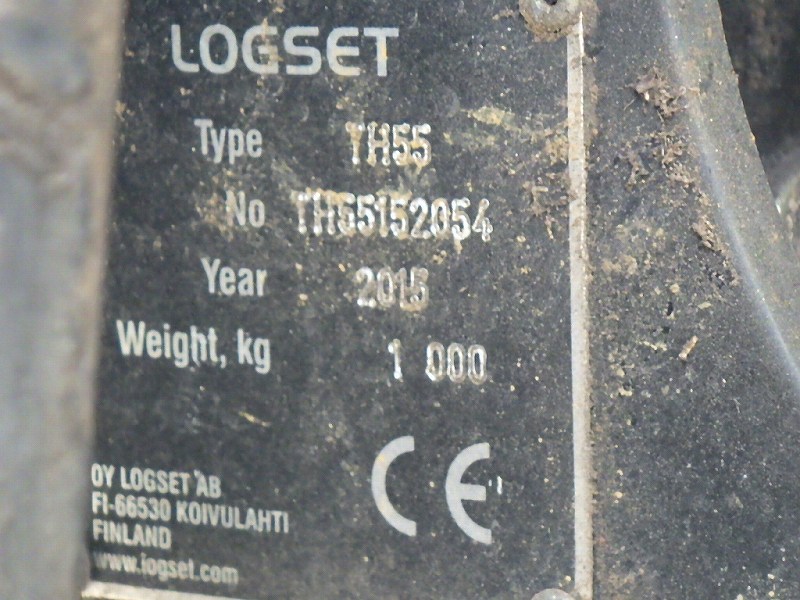 LOGSET
Type TH55
No TH55152054
Year 2015
Weight, kg 1 000
CE
OY LOGSET AB
FI-66530 KOIVULAHTI
FINLAND
www.logset.com